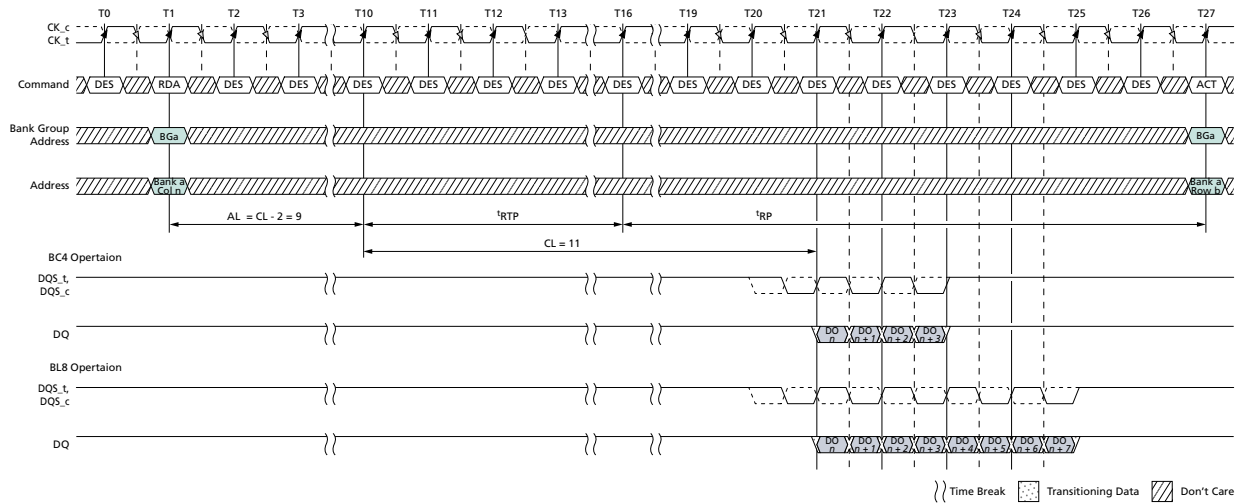 T0 T1 T2 T3 T10 T11 T12 T13 T16 T19 T20 T21 T22 T23 T24 T25 T26 T27
CK_c
CK_t
Command DES RDA DES DES DES DES DES DES DES DES DES DES DES DES DES DES DES ACT
Bank Group
Address BGa BGa
Address Bank a
Col n Bank a
Row b
AL = CL - 2 = 9 tRTP tRP
CL = 11
BC4 Opertaion
DQS_t,
DQS_c
DQ DO
n DO
n + 1 DO
n + 2 DO
n + 3
BL8 Opertaion
DQS_t,
DQS_c
DQ DO
n DO
n + 1 DO
n + 2 DO
n + 3 DO
n + 4 DO
n + 5 DO
n + 6 DO
n + 7
Time Break Transitioning Data Don't Care